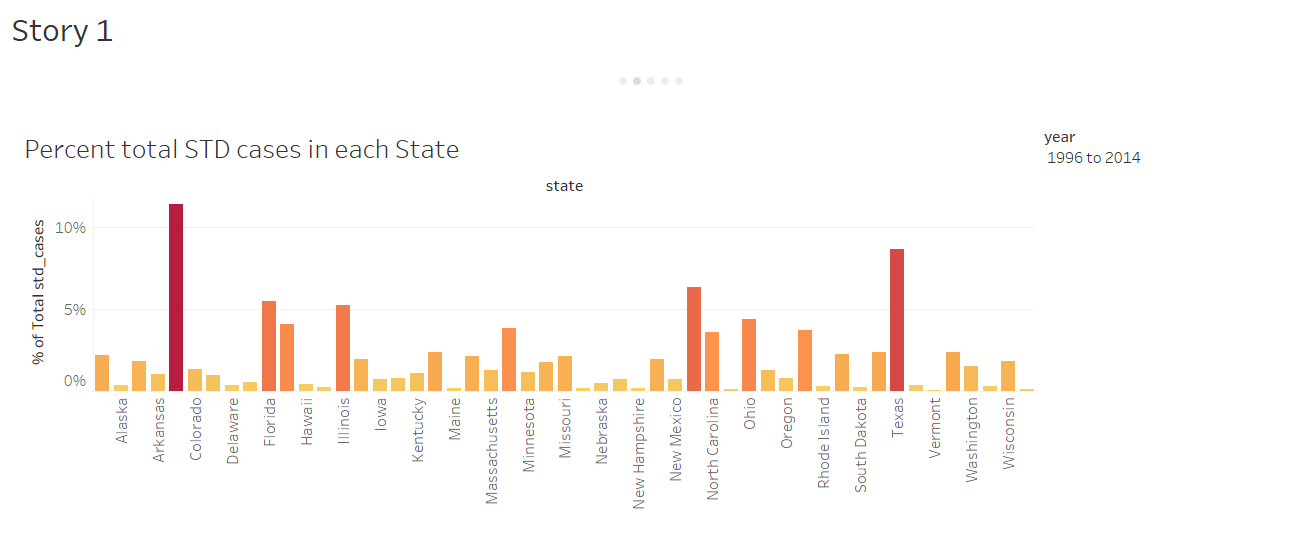 Story 1
Percent total STD cases in each State
year
1996 to 2014
state
% of Total std_cases
10%
5%
0%
Alaska
Arkansas
Colorado
Delaware
Florida
Hawaii
Illinois
Iowa
Kentucky
Maine
Massachusetts
Minnesota
Missouri
Nebraska
New Hampshire
New Mexico
North Carolina
Ohio
Oregon
Rhode Island
South Dakota
Texas
Vermont
Washington
Wisconsin